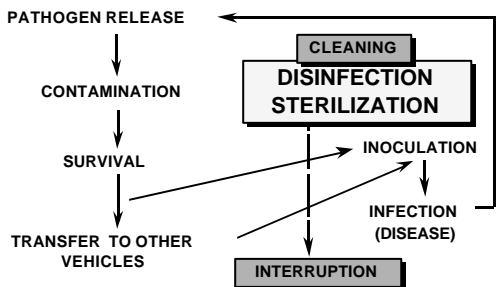 PATHOGEN RELEASE
CLEANING
DISINFECTION
STERILIZATION
CONTAMINATION
SURVIVAL
INOCULATION
INFECTION
(DISEASE)
TRANSFER TO OTHER
VEHICLES
INTERRUPTION